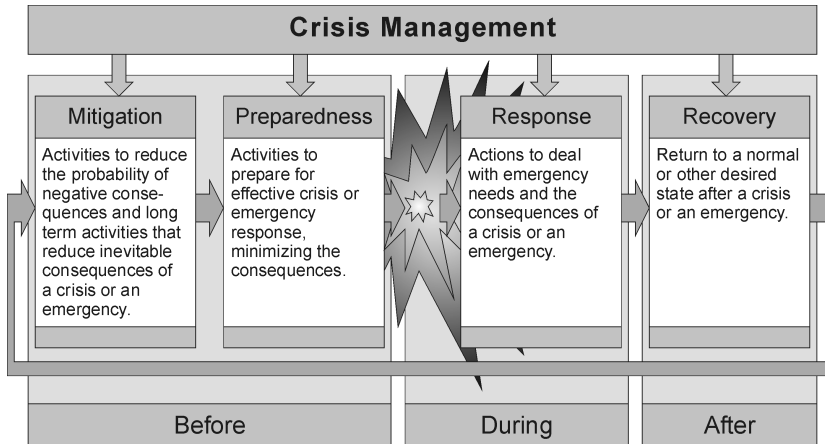 Crisis Management
Mitigation
Activities to reduce
the probability of
negative conse-
quences and long
term activities that
reduce inevitable
consequences of
a crisis or an
emergency.
Preparedness
Activities to
prepare for
effective crisis or
emergency
response,
minimizing the
consequences.
Response
Actions to deal
with emergency
needs and the
consequences of
a crisis or an
emergency.
Recovery
Return to a normal
or other desired
state after a crisis
or an emergency.
Before
During
After